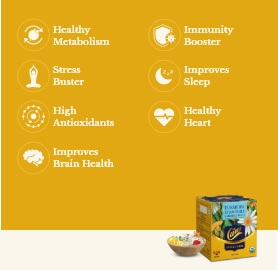 Healthy
Metabolism
Immunity
Booster
Stress
Buster
Improves
Sleep
High
Antioxidants
Healthy
Heart
Improves
Brain Health